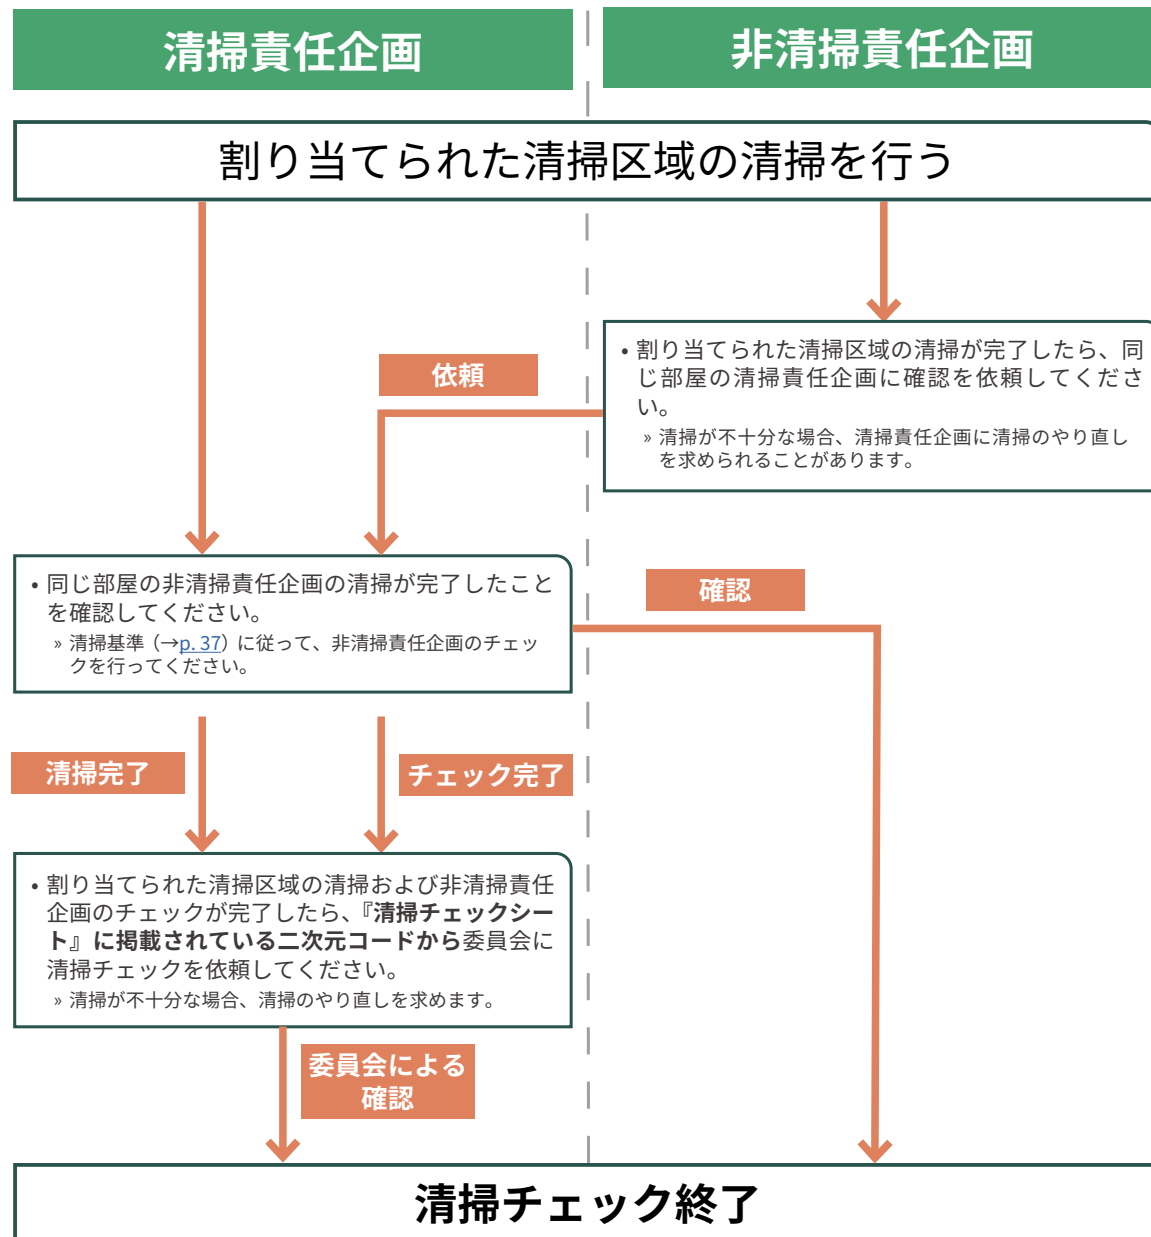 清掃責任企画
非清掃責任企画
割り当てられた清掃区域の清掃を行う
• 割り当てられた清掃区域の清掃が完了したら、同
じ部屋の清掃責任企画に確認を依頼してくださ
い。
» 清掃が不十分な場合、清掃責任企画に清掃のやり直し
を求められることがあります。
依頼
• 同じ部屋の非清掃責任企画の清掃が完了したこと
を確認してください。
» 清掃基準（→p. 37）に従って、非清掃責任企画のチェッ
クを行ってください。
確認
清掃完了
チェック完了
• 割り当てられた清掃区域の清掃および非清掃責任
企画のチェックが完了したら、『清掃チェックシー
ト』に掲載されている二次元コードから委員会に
清掃チェックを依頼してください。
» 清掃が不十分な場合、清掃のやり直しを求めます。
委員会による
確認
清掃チェック終了